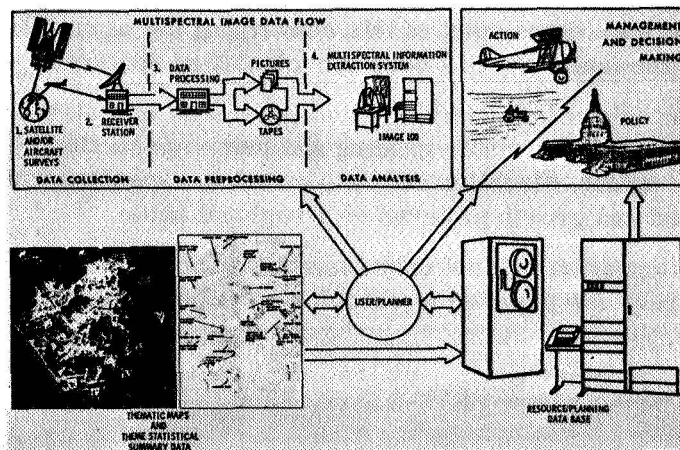 MULTISPECTRAL IMAGE DATA FLOW
1. SATELLITE
AND/OR
AIRCRAFT
SURVEYS
2. RECEIVER
STATION
DATA COLLECTION
3. DATA
PROCESSING
PICTURES
TAPES
DATA PREPROCESSING
4. MULTISPECTRAL INFORMATION
EXTRACTION SYSTEM
IMAGE 100
DATA ANALYSIS
MANAGEMENT
AND DECISION
MAKING
ACTION
POLICY
USER/PLANNER
THEMATIC MAPS
AND
THEME STATISTICAL
SUMMARY DATA
RESOURCE/PLANNING
DATA BASE